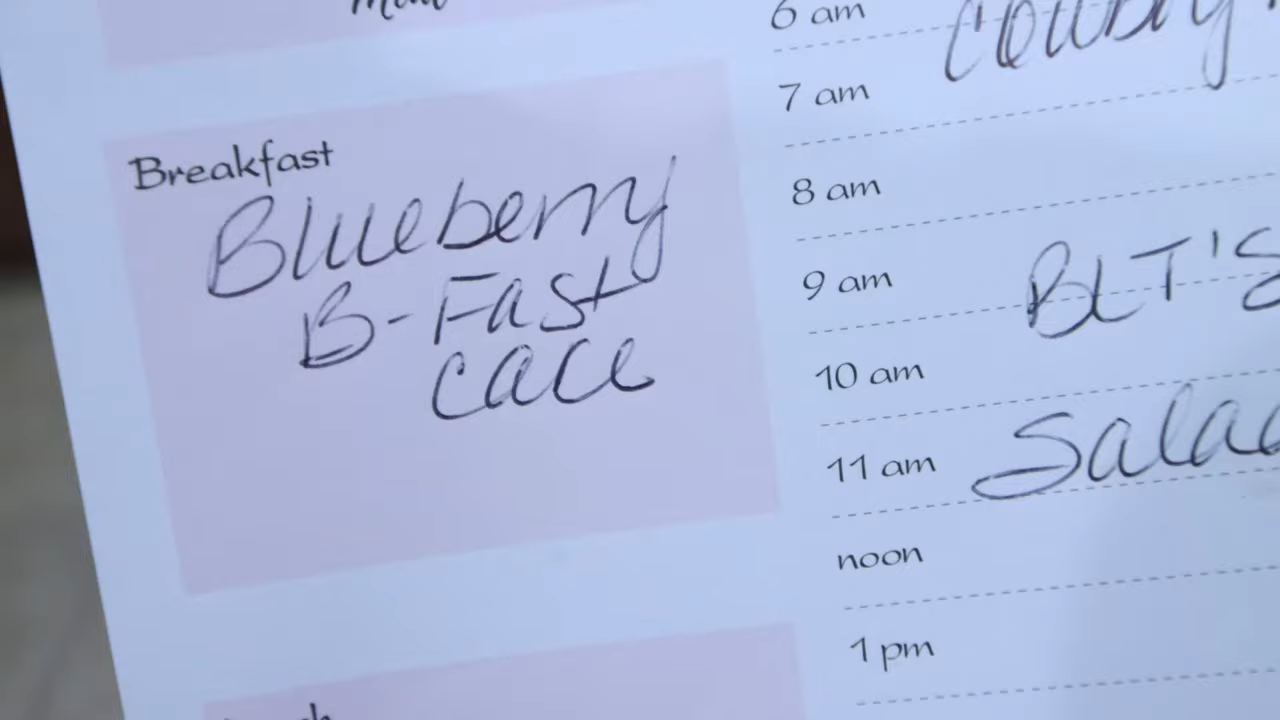 6 am
7 am
Breakfast
Blueberry
B-Fast
cace
8 am
9 am
BLT'S
10 am
11 am
noon
1 pm